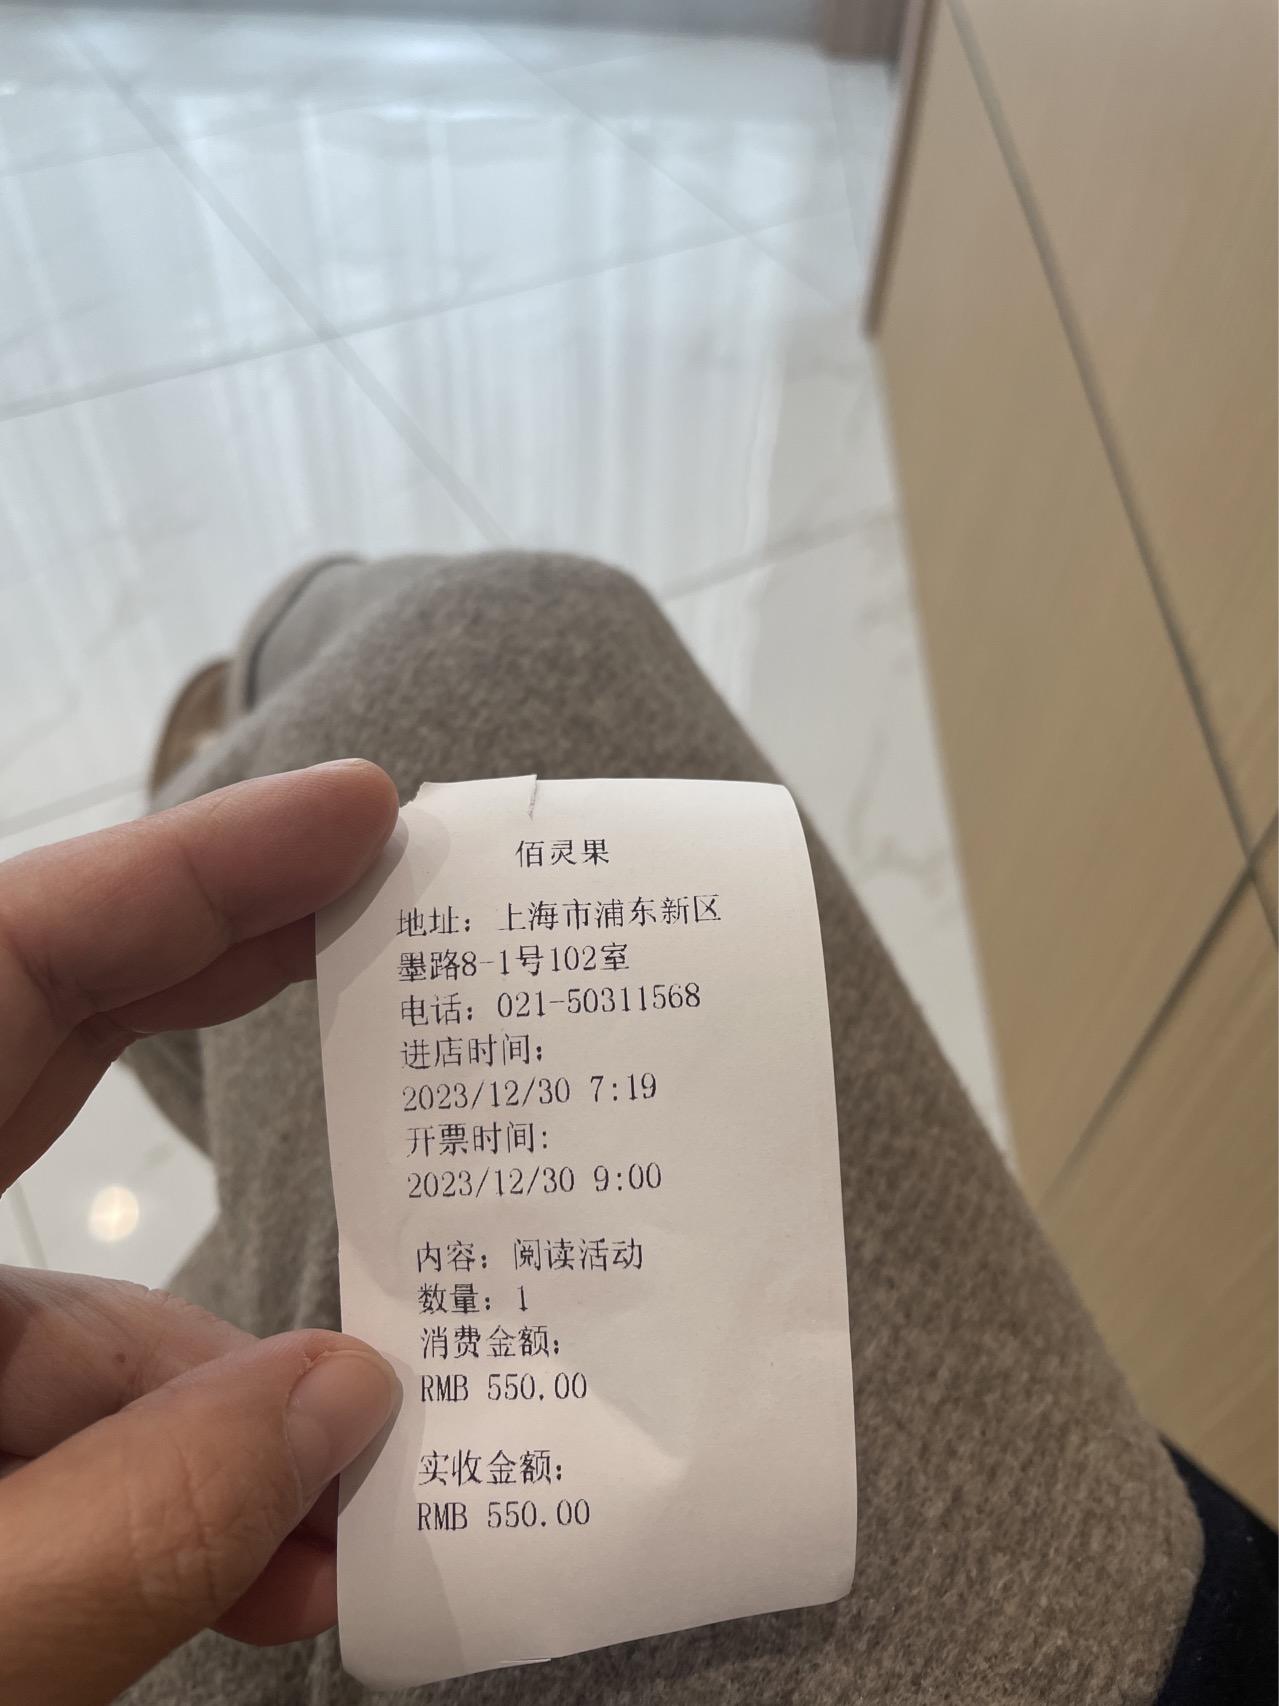 佰灵果
地址：上海市浦东新区
墨路8-1号102室
电话：021-50311568
进店时间：
2023/12/30 7:19
开票时间:
2023/12/30 9:00
内容：阅读活动
数量：1
消费金额：
RMB 550.00
实收金额：
RMB 550.00